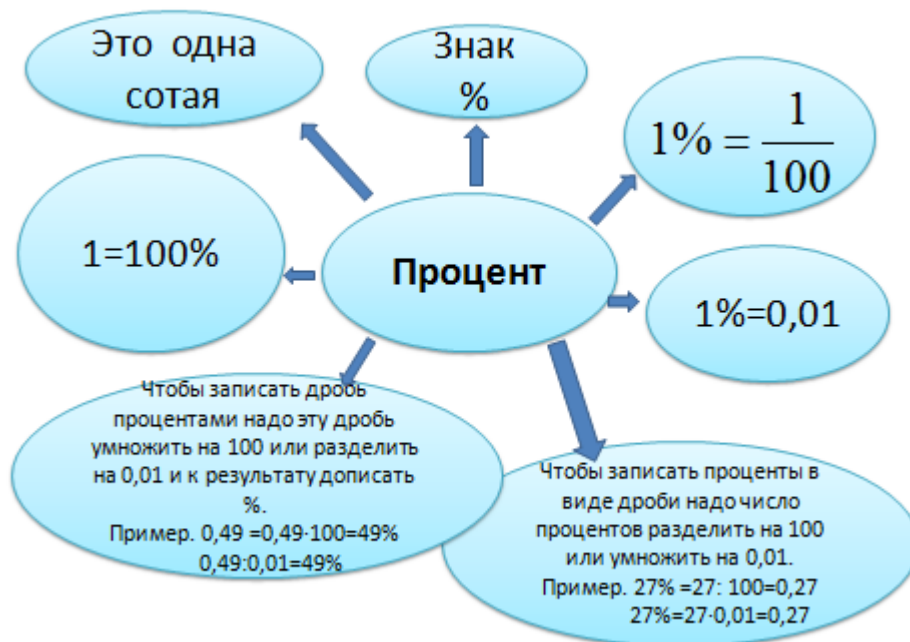 Это одна
сотая
Знак
%
1% = 1/100
1=100%
Процент
1%=0,01
Чтобы записать дробь
процентами надо эту дробь
умножить на 100 или разделить
на 0,01 и к результату дописать
%.
Пример. 0,49 =0,49·100=49%
0,49:0,01=49%
Чтобы записать проценты в
виде дроби надо число
процентов разделить на 100
или умножить на 0,01.
Пример. 27% =27: 100=0,27
27%=27·0,01=0,27